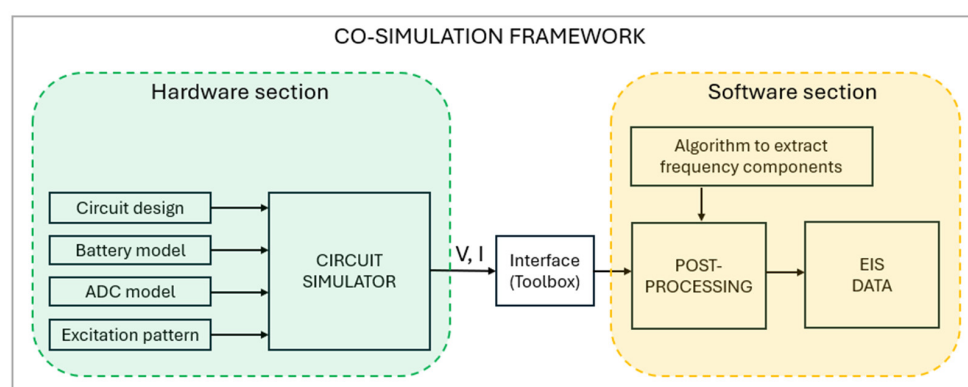 CO-SIMULATION FRAMEWORK
Hardware section
Circuit design
Battery model
ADC model
Excitation pattern
CIRCUIT
SIMULATOR
V, I
Interface
(Toolbox)
Software section
Algorithm to extract
frequency components
POST-
PROCESSING
EIS
DATA